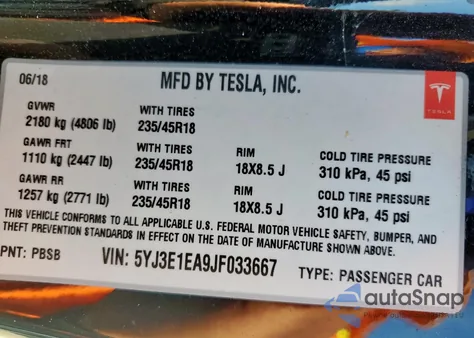 06/18 MFD BY TESLA, INC.
TESLA
GVWR WITH TIRES
2180 kg (4806 lb) 235/45R18
GAWR FRT WITH TIRES RIM COLD TIRE PRESSURE
1110 kg (2447 lb) 235/45R18 18X8.5 J 310 kPa, 45 psi
GAWR RR WITH TIRES RIM COLD TIRE PRESSURE
1257 kg (2771 lb) 235/45R18 18X8.5 J 310 kPa, 45 psi
THIS VEHICLE CONFORMS TO ALL APPLICABLE U.S. FEDERAL MOTOR VEHICLE SAFETY, BUMPER, AND
THEFT PREVENTION STANDARDS IN EFFECT ON THE DATE OF MANUFACTURE SHOWN ABOVE.
PNT: PBSB VIN: 5YJ3E1EA9JF033667 TYPE: PASSENGER CAR
autoSnap